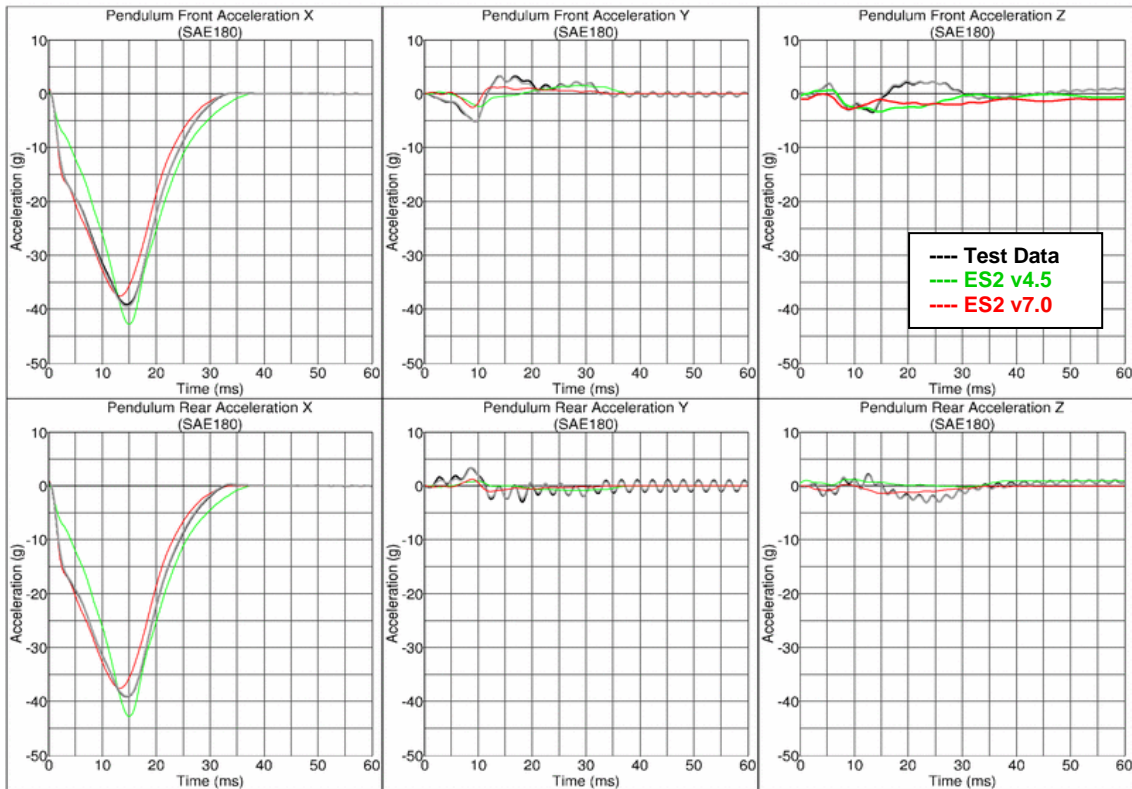 Pendulum Front Acceleration X
(SAE180)
10
0
-10
-20
-30
-40
-50
Acceleration (g)
0 10 20 30 40 50 60
Time (ms)
Pendulum Front Acceleration Y
(SAE180)
10
0
-10
-20
-30
-40
-50
Acceleration (g)
0 10 20 30 40 50 60
Time (ms)
Pendulum Front Acceleration Z
(SAE180)
10
0
-10
-20
-30
-40
-50
Acceleration (g)
0 10 20 30 40 50 60
Time (ms)
---- Test Data
---- ES2 v4.5
---- ES2 v7.0
Pendulum Rear Acceleration X
(SAE180)
10
0
-10
-20
-30
-40
-50
Acceleration (g)
0 10 20 30 40 50 60
Time (ms)
Pendulum Rear Acceleration Y
(SAE180)
10
0
-10
-20
-30
-40
-50
Acceleration (g)
0 10 20 30 40 50 60
Time (ms)
Pendulum Rear Acceleration Z
(SAE180)
10
0
-10
-20
-30
-40
-50
Acceleration (g)
0 10 20 30 40 50 60
Time (ms)